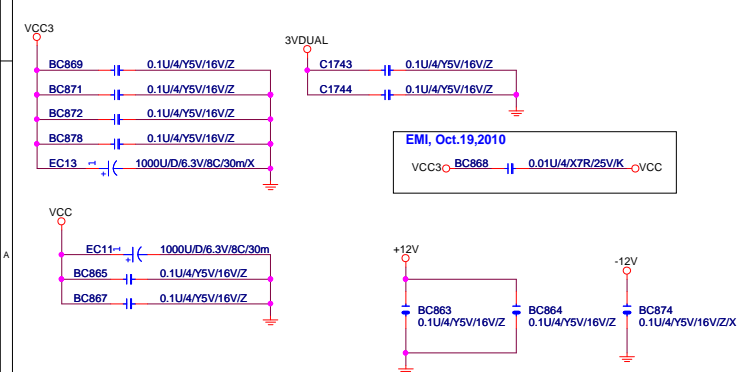 VCC3
BC869 0.1U/4/Y5V/16V/Z
BC871 0.1U/4/Y5V/16V/Z
BC872 0.1U/4/Y5V/16V/Z
BC878 0.1U/4/Y5V/16V/Z
EC13 1 + 1000U/D/6.3V/8C/30m/X
3VDUAL
C1743 0.1U/4/Y5V/16V/Z
C1744 0.1U/4/Y5V/16V/Z
EMI, Oct.19,2010
VCC3 BC868 0.01U/4/X7R/25V/K VCC
VCC
EC11 1 + 1000U/D/6.3V/8C/30m
BC865 0.1U/4/Y5V/16V/Z
BC867 0.1U/4/Y5V/16V/Z
A
+12V
BC863
0.1U/4/Y5V/16V/Z
BC864
0.1U/4/Y5V/16V/Z
-12V
BC874
0.1U/4/Y5V/16V/Z/X